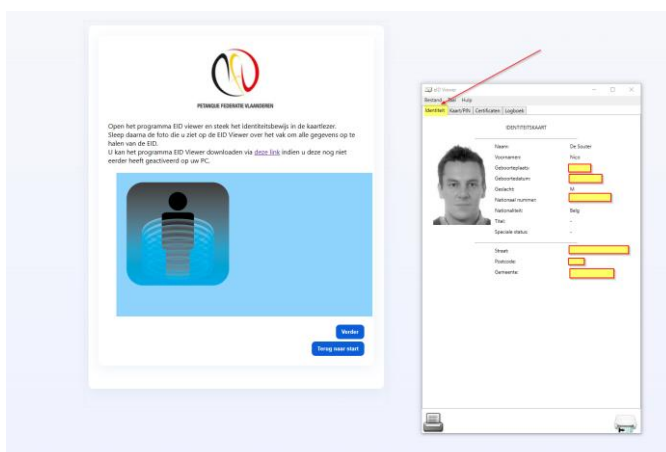 PETANQUE FEDERATIE VLAANDEREN
Open het programma EID viewer en steek het identiteitsbewijs in de kaartlezer.
Sleep daarna de foto die u ziet op de EID Viewer over het vak om alle gegevens op te
halen van de EID.
U kan het programma EID Viewer downloaden via deze link indien u deze nog niet
eerder heeft geactiveerd op uw PC.
Verder
Terug naar start
eID Viewer
Bestand Taal Hulp
Identiteit Kaart/PIN Certificaten Logboek
IDENTITEITSKAART
Naam: De Souter
Voornamen: Nico
Geboorteplaats:
Geboortedatum:
Geslacht: M
Nationaal nummer:
Nationaliteit: Belg
Titel: -
Speciale status: -
Straat:
Postcode:
Gemeente: